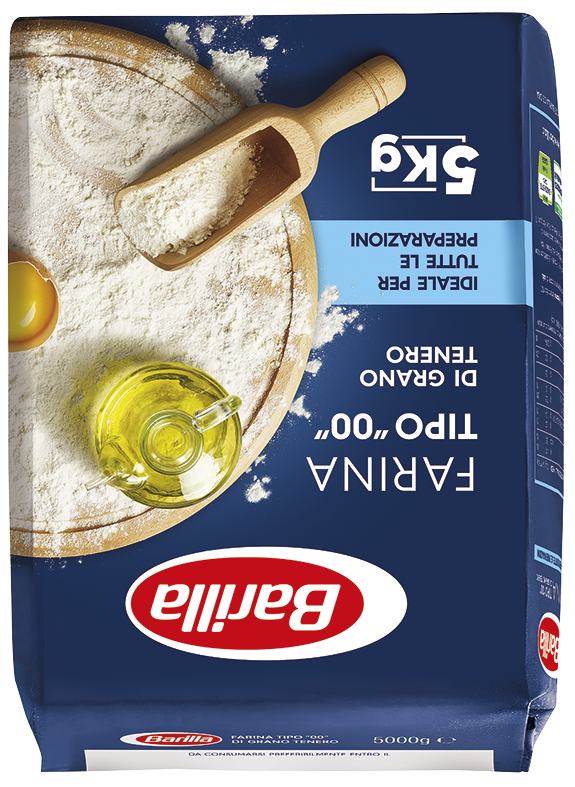 Barilla
FARINA
TIPO "00"
DI GRANO
TENERO
IDEALE PER
TUTTE LE
PREPARAZIONI
5Kg
Barilla
FARINA TIPO "00"
DI GRANO TENERO
5000g ℮
DA CONSUMARSI PREFERIBILMENTE ENTRO IL
Barilla